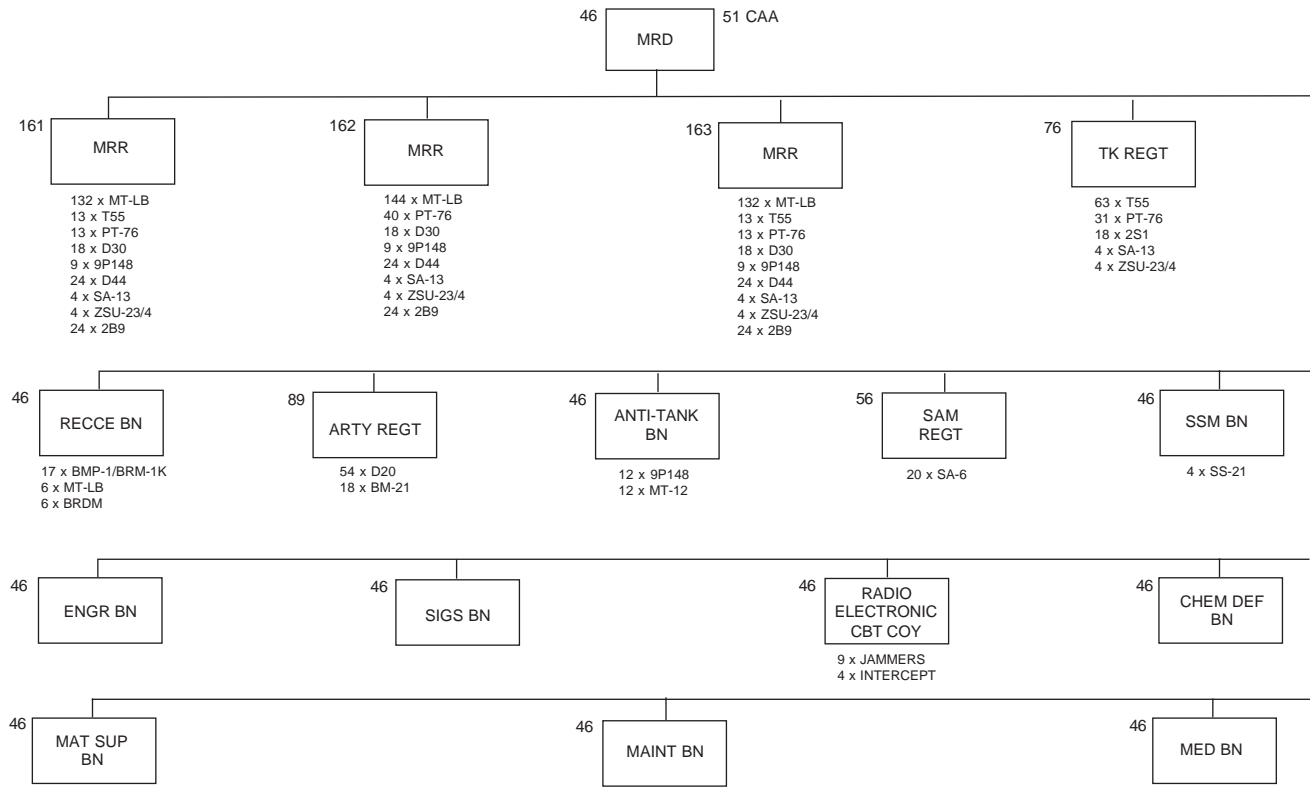 46 MRD 51 CAA
161 MRR
132 x MT-LB
13 x T55
13 x PT-76
18 x D30
9 x 9P148
24 x D44
4 x SA-13
4 x ZSU-23/4
24 x 2B9
162 MRR
144 x MT-LB
40 x PT-76
18 x D30
9 x 9P148
24 x D44
4 x SA-13
4 x ZSU-23/4
24 x 2B9
163 MRR
132 x MT-LB
13 x T55
13 x PT-76
18 x D30
9 x 9P148
24 x D44
4 x SA-13
4 x ZSU-23/4
24 x 2B9
76 TK REGT
63 x T55
31 x PT-76
18 x 2S1
4 x SA-13
4 x ZSU-23/4
46 RECCE BN
17 x BMP-1/BRM-1K
6 x MT-LB
6 x BRDM
89 ARTY REGT
54 x D20
18 x BM-21
46 ANTI-TANK
BN
12 x 9P148
12 x MT-12
56 SAM
REGT
20 x SA-6
46 SSM BN
4 x SS-21
46 ENGR BN
46 SIGS BN
46 RADIO
ELECTRONIC
CBT COY
9 x JAMMERS
4 x INTERCEPT
46 CHEM DEF
BN
46 MAT SUP
BN
46 MAINT BN
46 MED BN